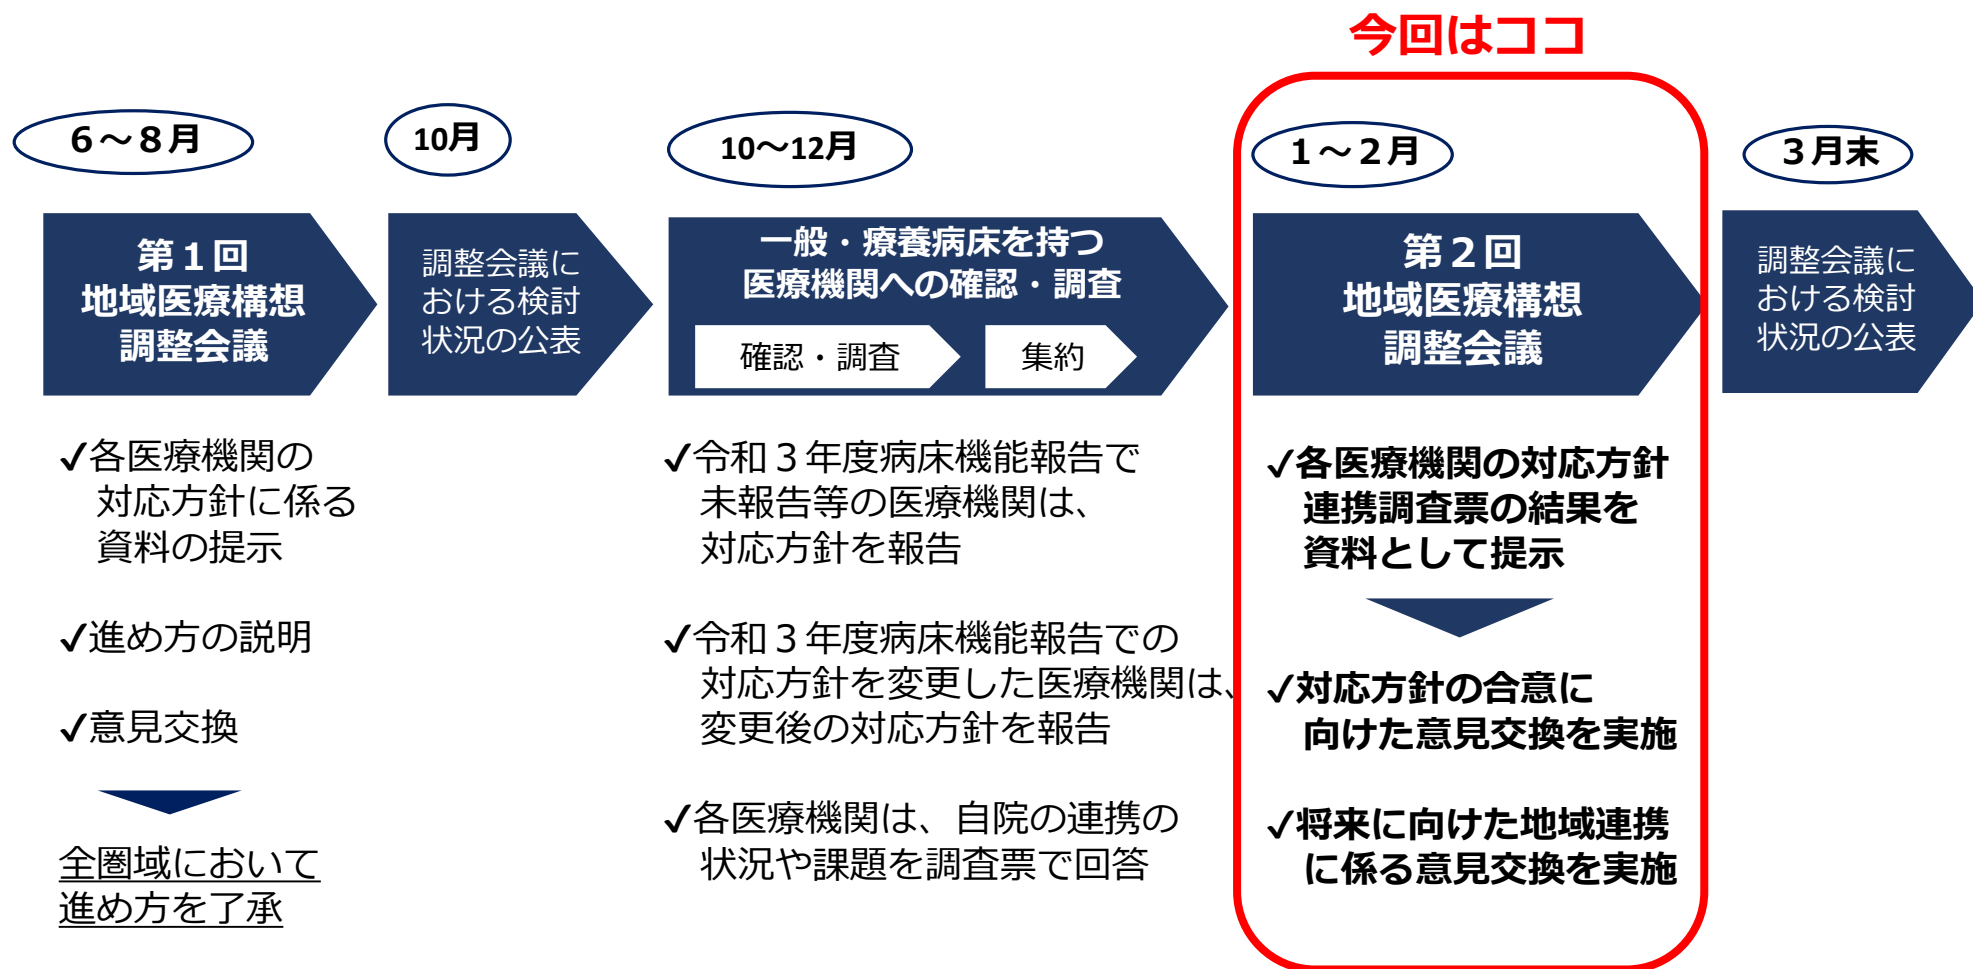 今回はココ
６～８月
第１回
地域医療構想
調整会議
✓各医療機関の
対応方針に係る
資料の提示
✓進め方の説明
✓意見交換
全圏域において
進め方を了承
10月
調整会議に
おける検討
状況の公表
10～12月
一般・療養病床を持つ
医療機関への確認・調査
確認・調査
集約
✓令和３年度病床機能報告で
未報告等の医療機関は、
対応方針を報告
✓令和３年度病床機能報告での
対応方針を変更した医療機関は、
変更後の対応方針を報告
✓各医療機関は、自院の連携の
状況や課題を調査票で回答
１～２月
第２回
地域医療構想
調整会議
✓各医療機関の対応方針
連携調査票の結果を
資料として提示
✓対応方針の合意に
向けた意見交換を実施
✓将来に向けた地域連携
に係る意見交換を実施
３月末
調整会議に
おける検討
状況の公表